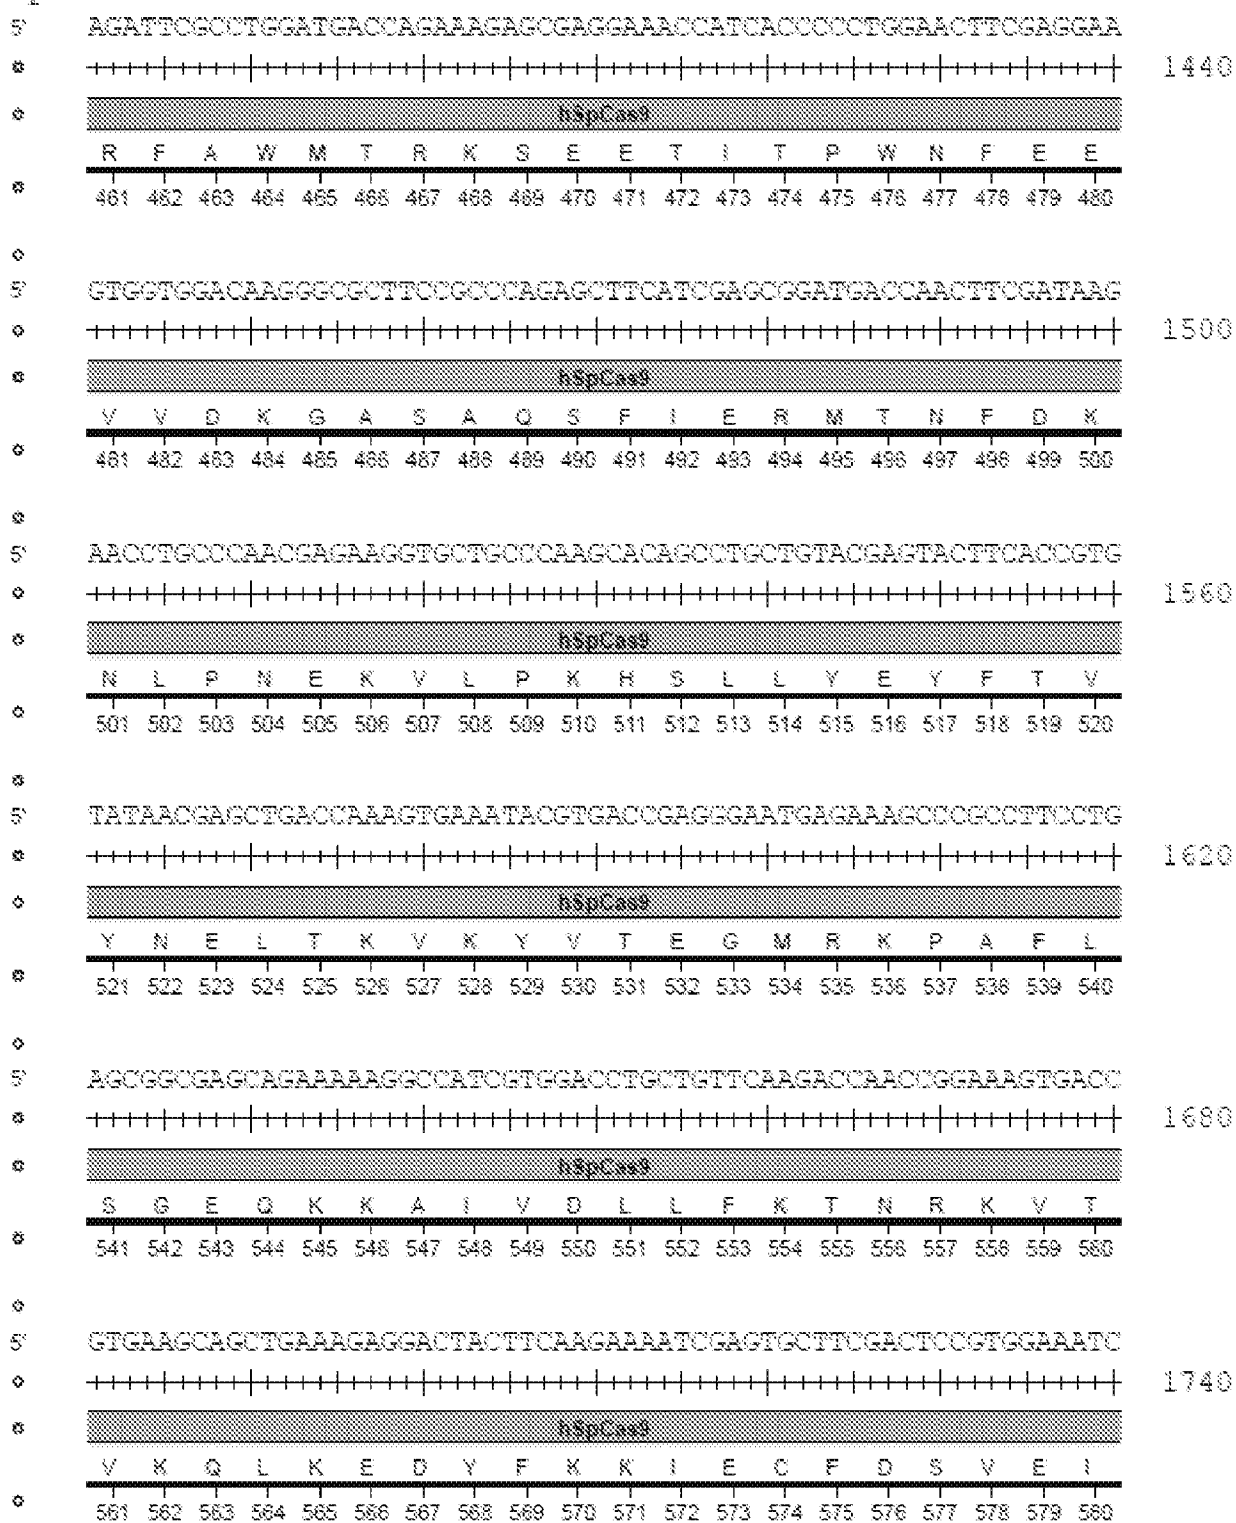 5' AGATTCGCCTGGATGACCAGAAAGAGCGAGGAAACCATCACCCCCTGGAACTTCGAGGAA
1440
hSpCas9
R F A W M T R K S E E T I T P W N F E E
461 462 463 464 465 466 467 468 469 470 471 472 473 474 475 476 477 478 479 480
5' GTGGTGGACAAGGGCGCTTCCGCCCAGAGCTTCATCGAGCGGATGACCAACTTCGATAAG
1500
hSpCas9
V V D K G A S A Q S F I E R M T N F D K
481 482 483 484 485 486 487 488 489 490 491 492 493 494 495 496 497 498 499 500
5' AACCTGCCCAACGAGAAGGTGCTGCCCAAGCACAGCCTGCTGTACGAGTACTTCACCGTG
1560
hSpCas9
N L P N E K V L P K H S L L Y E Y F T V
501 502 503 504 505 506 507 508 509 510 511 512 513 514 515 516 517 518 519 520
5' TATAACGAGCTGACCAAAGTGAAATACGTGACCGAGGGAATGAGAAAGCCCGCCTTCCTG
1620
hSpCas9
Y N E L T K V K Y V T E G M R K P A F L
521 522 523 524 525 526 527 528 529 530 531 532 533 534 535 536 537 538 539 540
5' AGCGGCGAGCAGAAAAAGGCCATCGTGGACCTGCTGTTCAAGACCAACCGGAAAGTGACC
1680
hSpCas9
S G E Q K K A I V D L L F K T N R K V T
541 542 543 544 545 546 547 548 549 550 551 552 553 554 555 556 557 558 559 560
5' GTGAAGCAGCTGAAAGAGGACTACTTCAAGAAAATCGAGTGCTTCGACTCCGTGGAAATC
1740
hSpCas9
V K Q L K E D Y F K K I E C F D S V E I
561 562 563 564 565 566 567 568 569 570 571 572 573 574 575 576 577 578 579 580